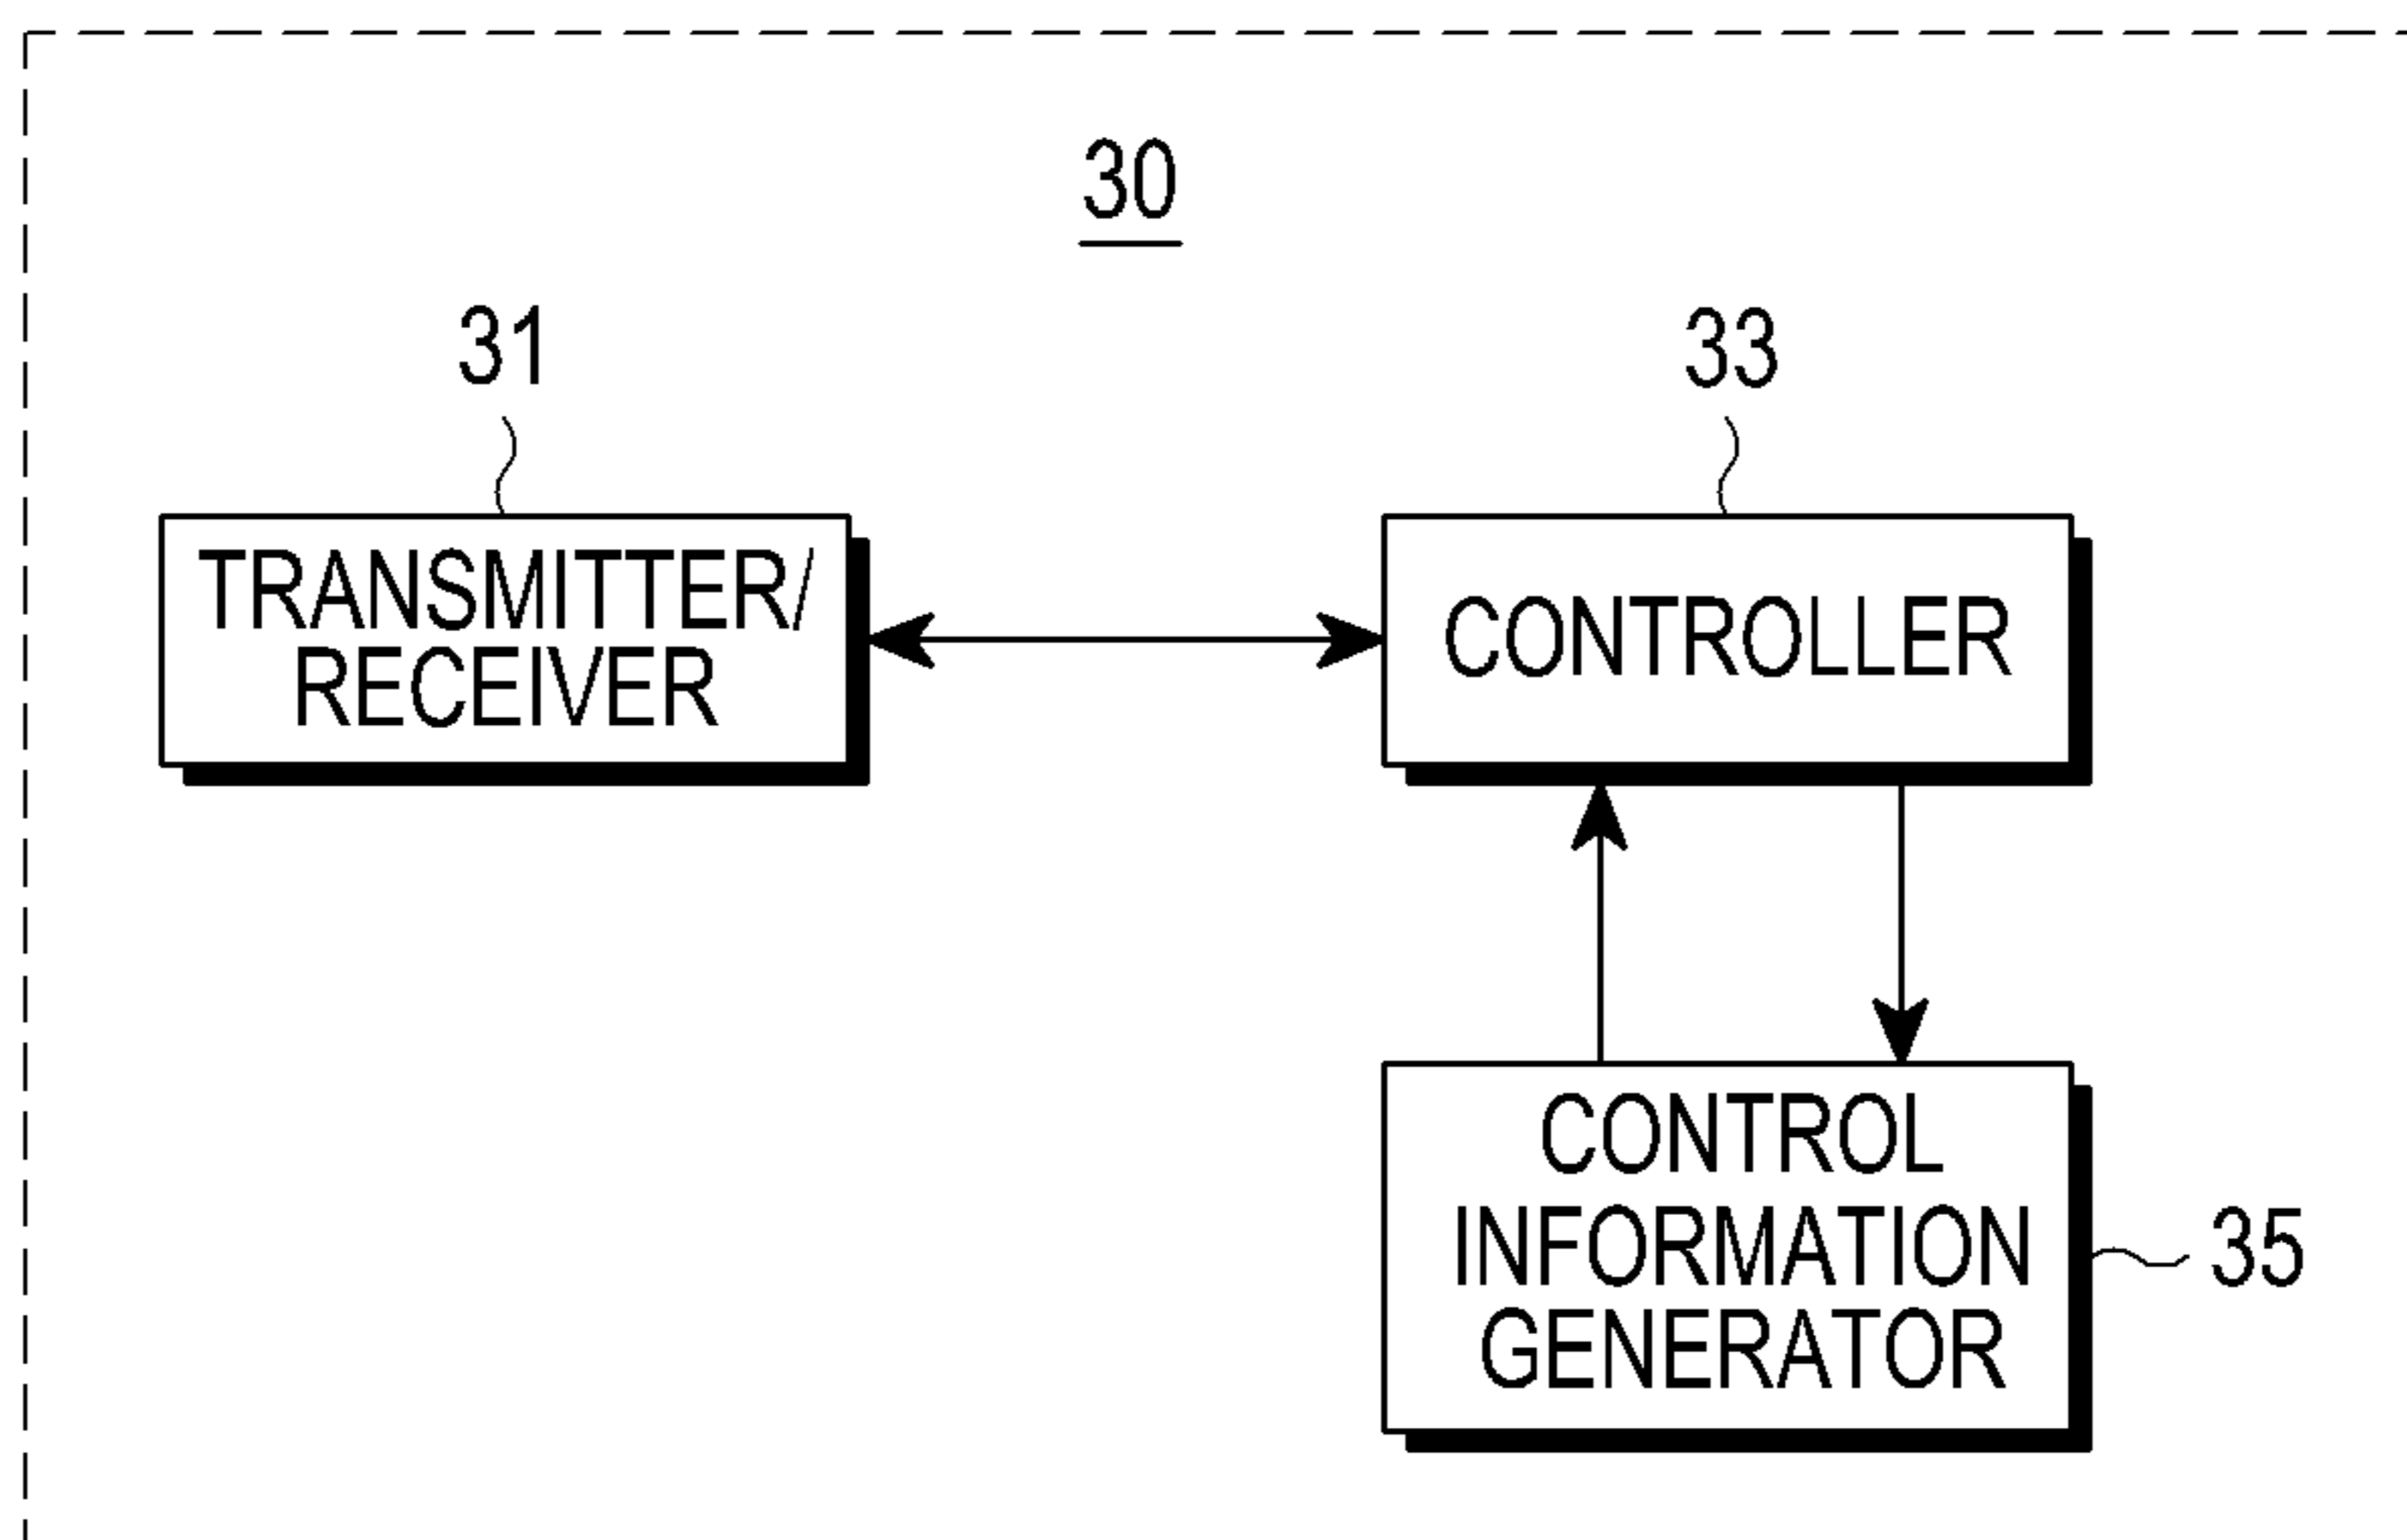 30
31
33
TRANSMITTER/
RECEIVER
CONTROLLER
CONTROL
INFORMATION
GENERATOR
35